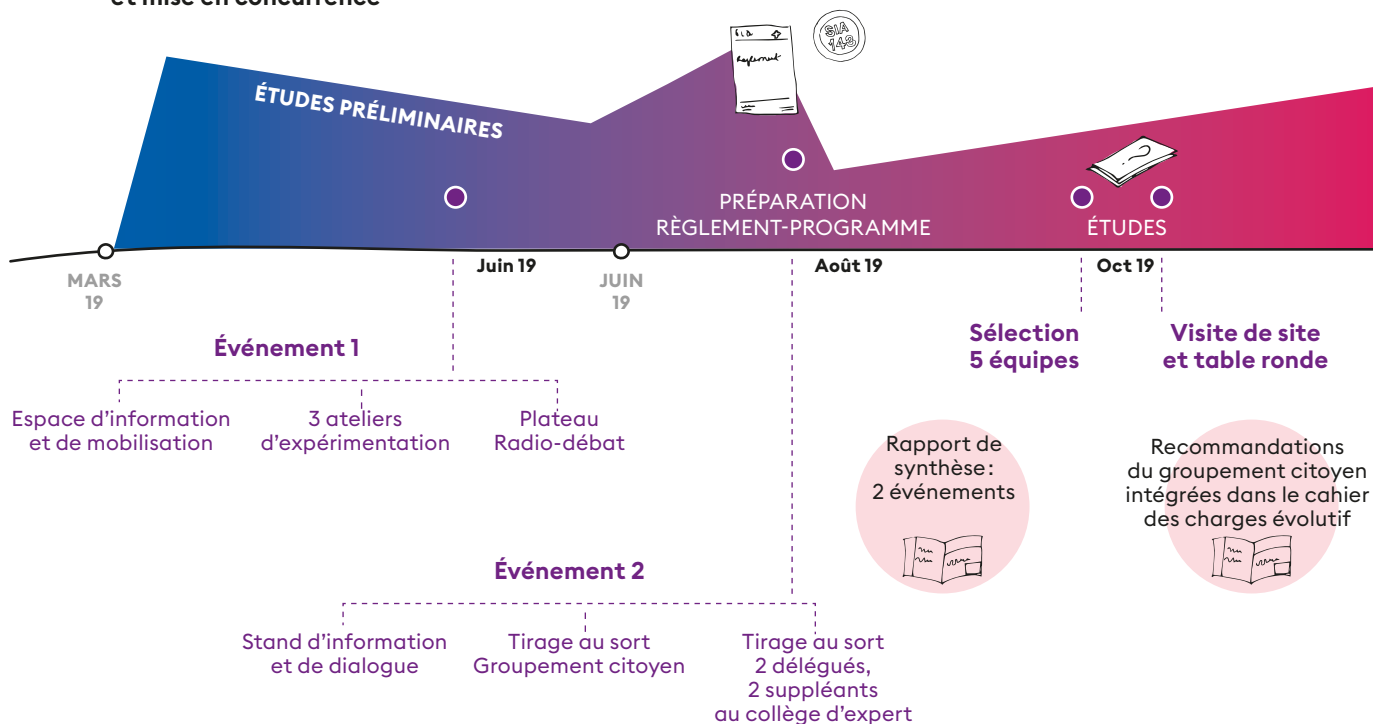 et mise en concurrence
SIA
Règlement
SIA
143
ÉTUDES PRÉLIMINAIRES
?
PRÉPARATION
RÈGLEMENT-PROGRAMME
ÉTUDES
MARS
19
Juin 19
JUIN
19
Août 19
Oct 19
Événement 1
Sélection
5 équipes
Visite de site
et table ronde
Espace d’information
et de mobilisation
3 ateliers
d’expérimentation
Plateau
Radio-débat
Rapport de
synthèse :
2 événements
Recommandations
du groupement citoyen
intégrées dans le cahier
des charges évolutif
Événement 2
Stand d’information
et de dialogue
Tirage au sort
Groupement citoyen
Tirage au sort
2 délégués,
2 suppléants
au collège d’expert